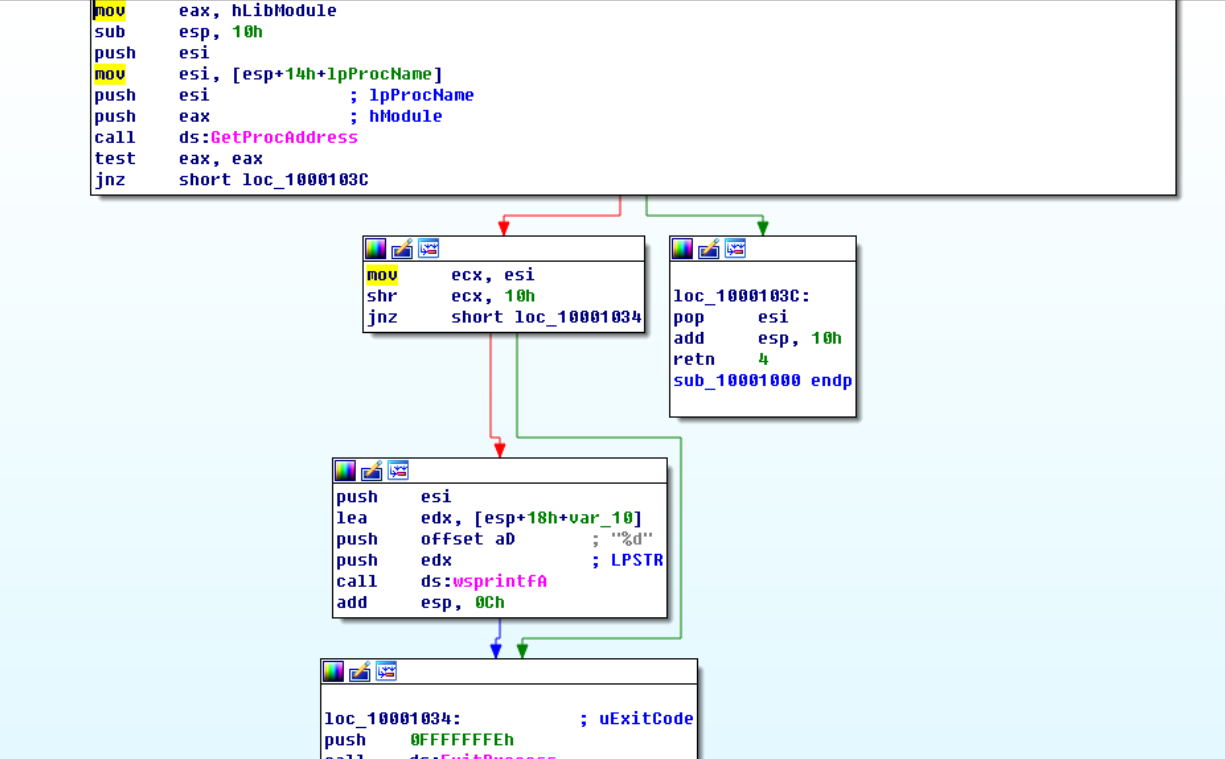 mov eax, hLibModule
sub esp, 10h
push esi
mov esi, [esp+14h+lpProcName]
push esi ; lpProcName
push eax ; hModule
call ds:GetProcAddress
test eax, eax
jnz short loc_1000103C
mov ecx, esi
shr ecx, 10h
jnz short loc_10001034
loc_1000103C:
pop esi
add esp, 10h
retn 4
sub_10001000 endp
push esi
lea edx, [esp+18h+var_10]
push offset aD ; "%d"
push edx ; LPSTR
call ds:wsprintfA
add esp, 0Ch
loc_10001034: ; uExitCode
push 0FFFFFFFEh
call ds:ExitProcess